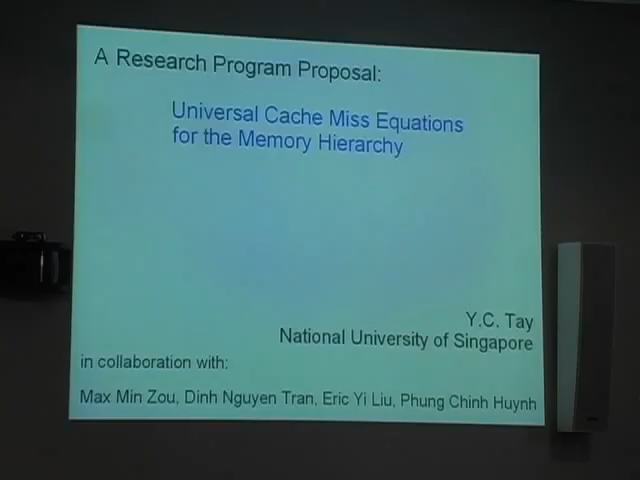 A Research Program Proposal:
Universal Cache Miss Equations
for the Memory Hierarchy
Y.C. Tay
National University of Singapore
in collaboration with:
Max Min Zou, Dinh Nguyen Tran, Eric Yi Liu, Phung Chinh Huynh